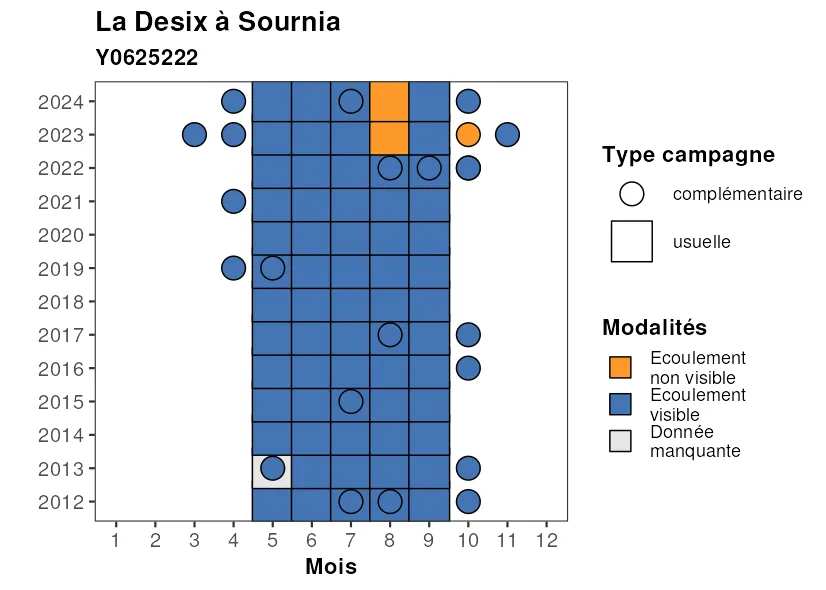 La Desix à Sournia
Y0625222
2024
2023
2022
2021
2020
2019
2018
2017
2016
2015
2014
2013
2012
1 2 3 4 5 6 7 8 9 10 11 12
Mois
Type campagne
complémentaire
usuelle
Modalités
Ecoulement
non visible
Ecoulement
visible
Donnée
manquante